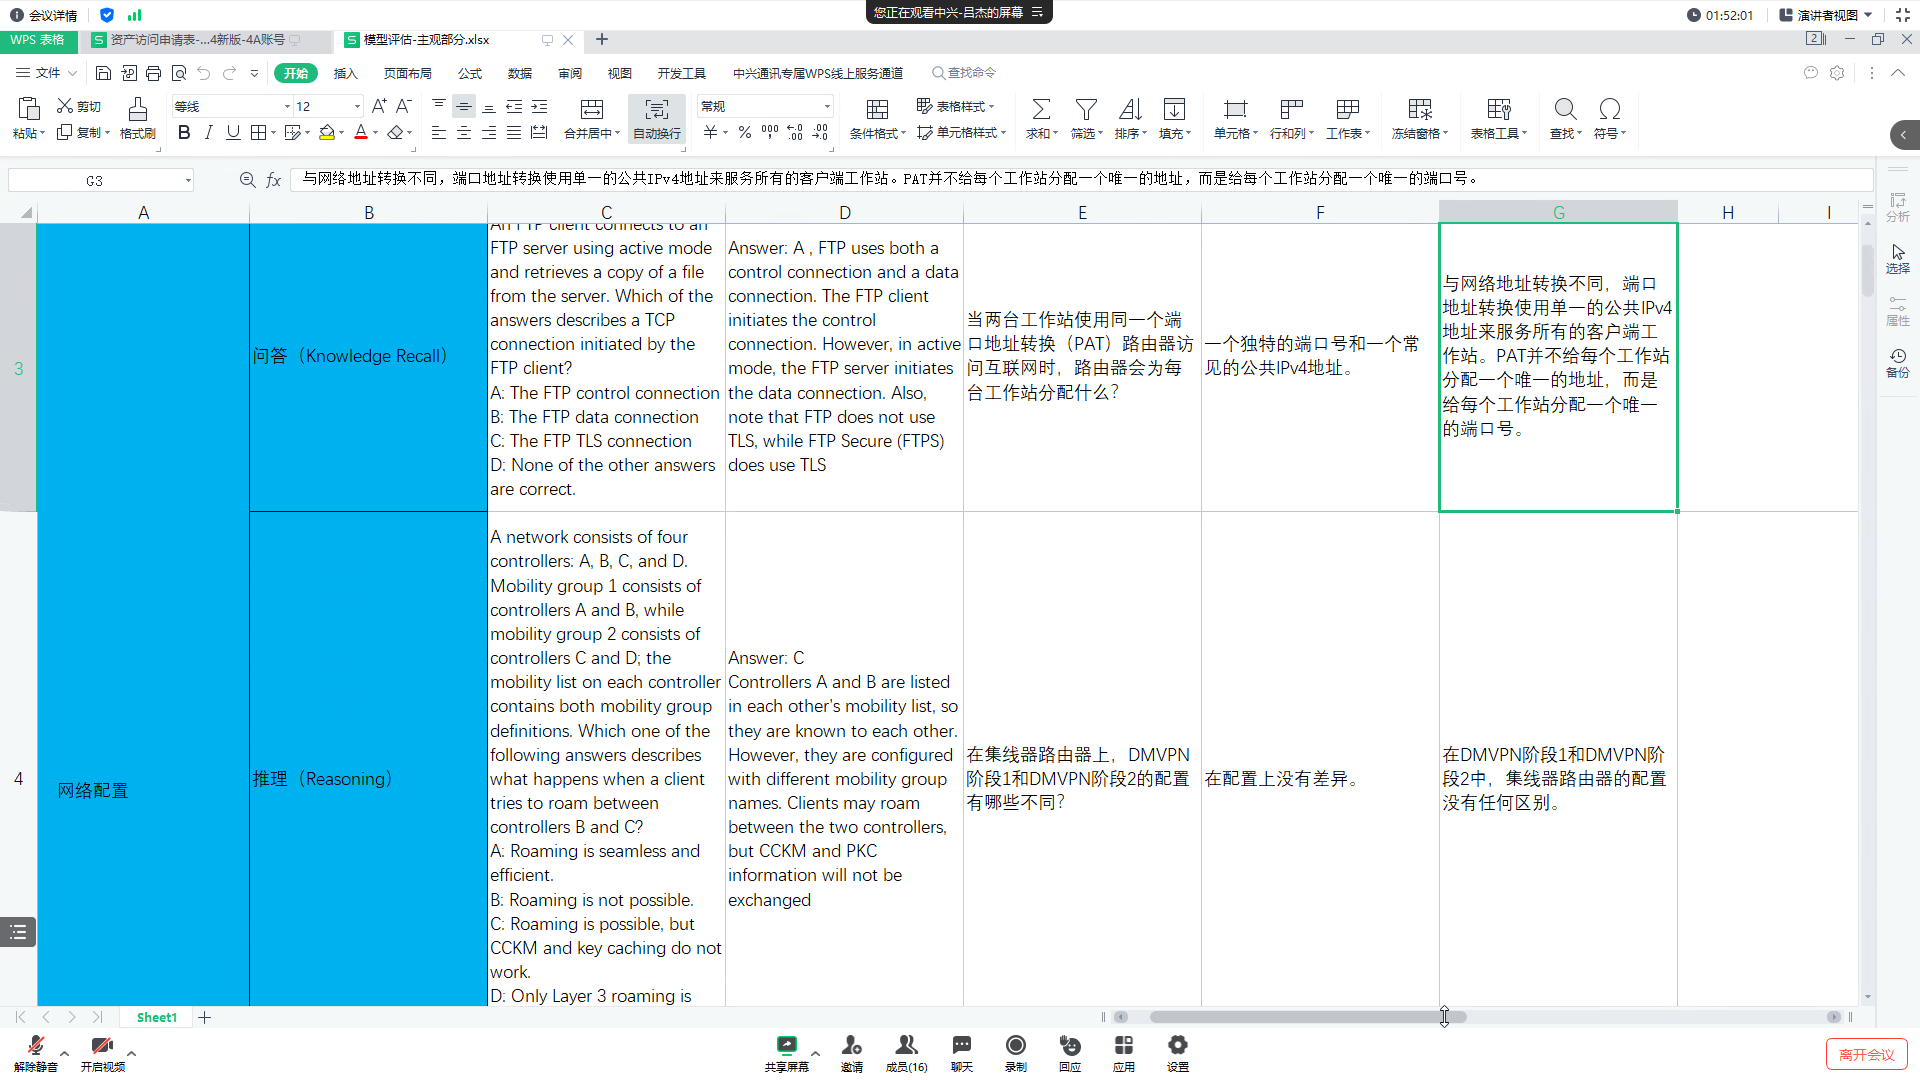 会议详情
您正在观看中兴-吕杰的屏幕
01:52:01
演讲者视图
WPS 表格
资产访问申请表-...4新版-4A账号
模型评估-主观部分.xlsx
文件
开始
插入
页面布局
公式
数据
审阅
视图
开发工具
中兴通讯专属WPS线上服务通道
查找命令
粘贴
剪切
复制
格式刷
等线
12
B I U
合并居中
自动换行
常规
条件格式
表格样式
单元格样式
求和
筛选
排序
填充
单元格
行和列
工作表
冻结窗格
表格工具
查找
符号
G3
fx
与网络地址转换不同，端口地址转换使用单一的公共IPv4地址来服务所有的客户端工作站。PAT并不给每个工作站分配一个唯一的地址，而是给每个工作站分配一个唯一的端口号。
A B C D E F G H I
3
问答（Knowledge Recall）
An FTP client connects to an
FTP server using active mode
and retrieves a copy of a file
from the server. Which of the
answers describes a TCP
connection initiated by the
FTP client?
A: The FTP control connection
B: The FTP data connection
C: The FTP TLS connection
D: None of the other answers
are correct.
Answer: A , FTP uses both a
control connection and a data
connection. The FTP client
initiates the control
connection. However, in active
mode, the FTP server initiates
the data connection. Also,
note that FTP does not use
TLS, while FTP Secure (FTPS)
does use TLS
当两台工作站使用同一个端
口地址转换（PAT）路由器访
问互联网时，路由器会为每
台工作站分配什么？
一个独特的端口号和一个常
见的公共IPv4地址。
与网络地址转换不同，端口
地址转换使用单一的公共IPv4
地址来服务所有的客户端工
作站。PAT并不给每个工作站
分配一个唯一的地址，而是
给每个工作站分配一个唯一
的端口号。
4
网络配置
推理（Reasoning）
A network consists of four
controllers: A, B, C, and D.
Mobility group 1 consists of
controllers A and B, while
mobility group 2 consists of
controllers C and D; the
mobility list on each controller
contains both mobility group
definitions. Which one of the
following answers describes
what happens when a client
tries to roam between
controllers B and C?
A: Roaming is seamless and
efficient.
B: Roaming is not possible.
C: Roaming is possible, but
CCKM and key caching do not
work.
D: Only Layer 3 roaming is
Answer: C
Controllers A and B are listed
in each other's mobility list, so
they are known to each other.
However, they are configured
with different mobility group
names. Clients may roam
between the two controllers,
but CCKM and PKC
information will not be
exchanged
在集线器路由器上，DMVPN
阶段1和DMVPN阶段2的配置
有哪些不同？
在配置上没有差异。
在DMVPN阶段1和DMVPN阶
段2中，集线器路由器的配置
没有任何区别。
分析
选择
属性
备份
Sheet1
解除静音
开启视频
共享屏幕
邀请
成员(16)
聊天
录制
回应
应用
设置
离开会议